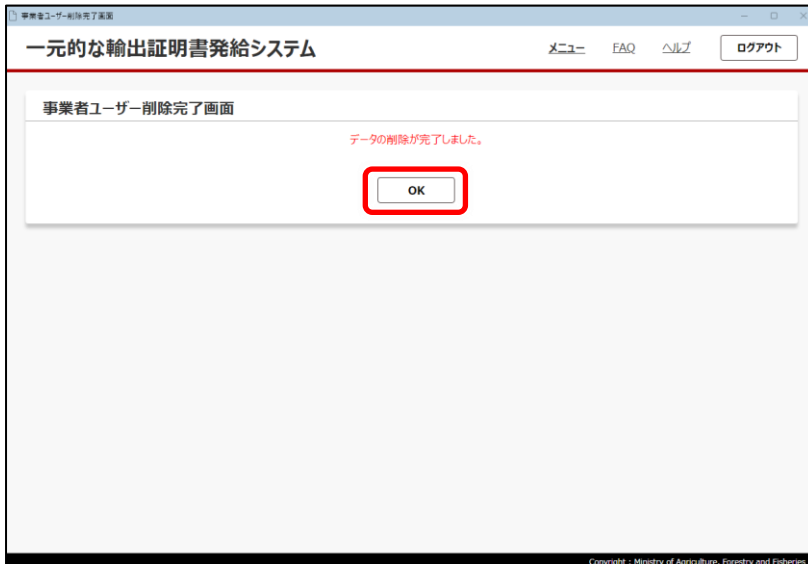 事業者ユーザー削除完了画面
一元的な輸出証明書発給システム
メニュー FAQ ヘルプ ログアウト
事業者ユーザー削除完了画面
データの削除が完了しました。
OK
Copyright : Ministry of Agriculture, Forestry and Fisheries